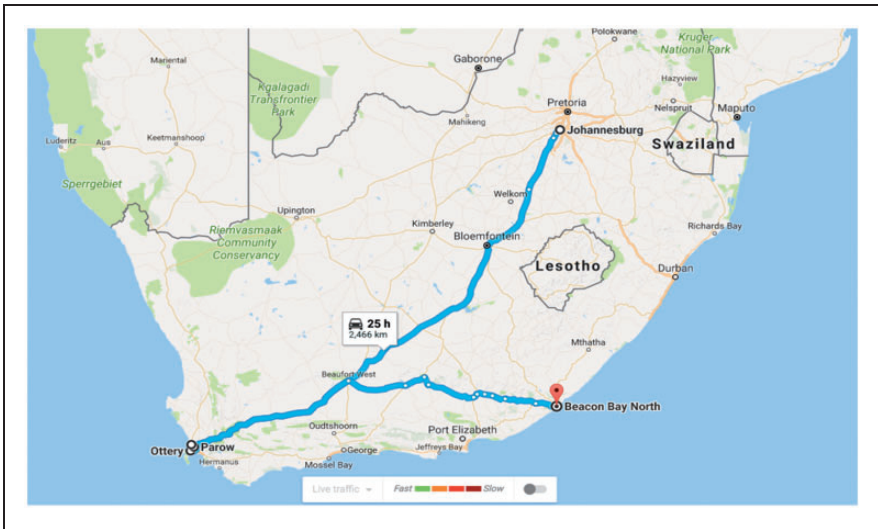 Polokwane
Kruger
National Park
Mariental
Gaborone
Hazyview
Kgalagadi
Transfrontier
Park
Pretoria
Nelspruit
Maputo
Mahikeng
Johannesburg
Luderitz
Aus
Keetmanshoop
Swaziland
Sperrgebiet
Welkom
Upington
Kimberley
Richards Bay
Riemvasmaak
Community
Conservancy
Bloemfontein
Lesotho
Durban
25 h
2,466 km
Mthatha
Beaufort West
Beacon Bay North
Oudtshoorn
Port Elizabeth
Ottery
Parow
George
Jeffreys Bay
Hermanus
Mossel Bay
Live traffic
Fast
Slow